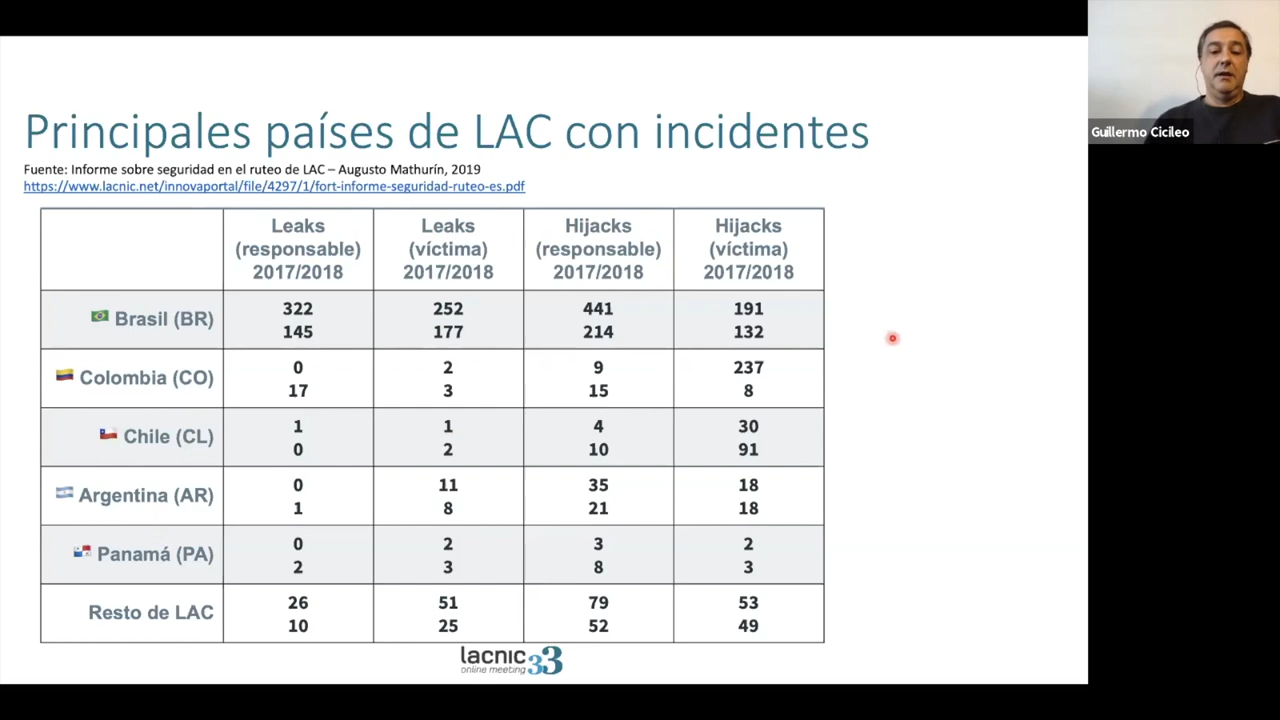 Principales países de LAC con incidentes
Guillermo Cicileo
Fuente: Informe sobre seguridad en el ruteo de LAC – Augusto Mathurín, 2019
https://www.lacnic.net/innovaportal/file/4297/1/fort-informe-seguridad-ruteo-es.pdf
Leaks (responsable) 2017/2018
Leaks (víctima) 2017/2018
Hijacks (responsable) 2017/2018
Hijacks (víctima) 2017/2018
Brasil (BR)
322 252 441 191
145 177 214 132
Colombia (CO)
0 2 9 237
17 3 15 8
Chile (CL)
1 1 4 30
0 2 10 91
Argentina (AR)
0 11 35 18
1 8 21 18
Panamá (PA)
0 2 3 2
2 3 8 3
Resto de LAC
26 51 79 53
10 25 52 49
lacnic 33
online meeting